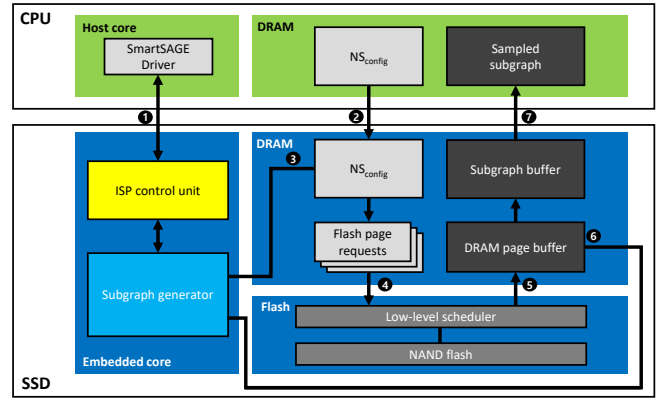 CPU
Host core
SmartSAGE
Driver
DRAM
NSconfig
Sampled
subgraph
1
2
7
DRAM
3
NSconfig
Subgraph buffer
ISP control unit
Flash page
requests
DRAM page buffer
6
Subgraph generator
4
5
Flash
Low-level scheduler
NAND flash
Embedded core
SSD